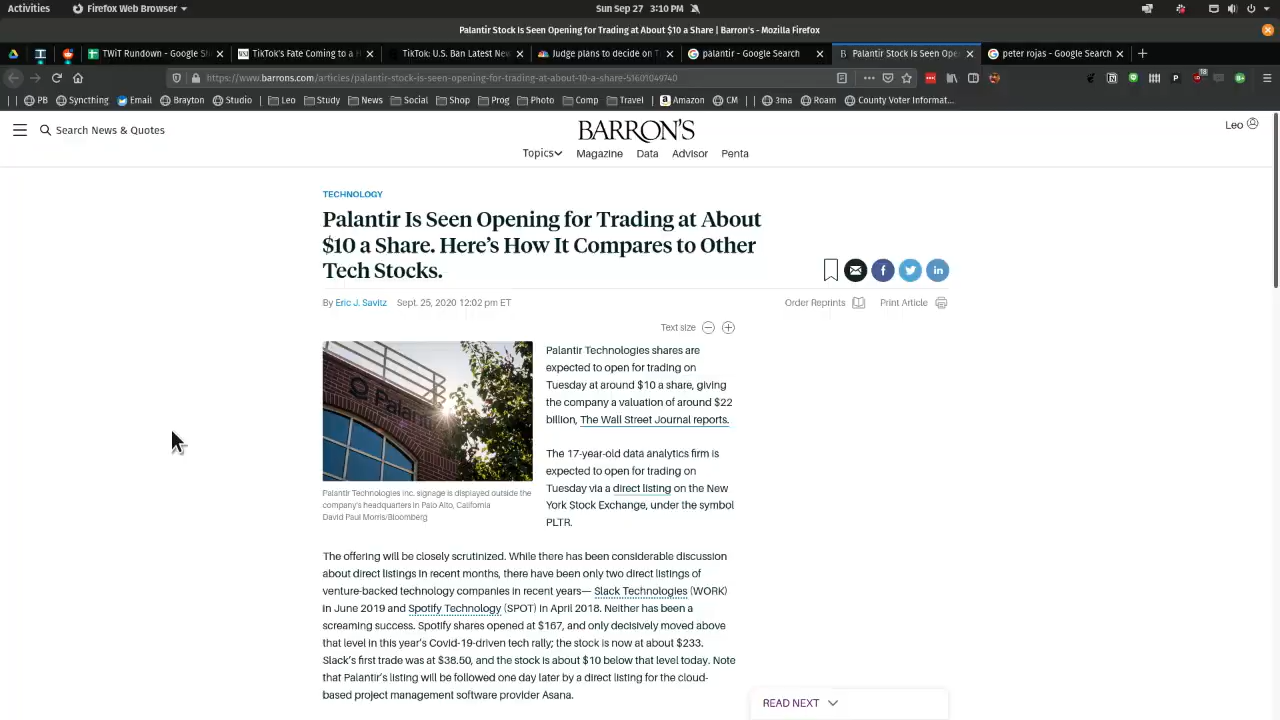 Activities Firefox Web Browser Sun Sep 27 3:10 PM
Palantir Stock Is Seen Opening for Trading at About $10 a Share | Barron's - Mozilla Firefox
TWiT Rundown - Google Sh TikTok's Fate Coming to a H TikTok: U.S. Ban Latest New Judge plans to decide on T palantir - Google Search Palantir Stock Is Seen Ope peter rojas - Google Search
https://www.barrons.com/articles/palantir-stock-is-seen-opening-for-trading-at-about-10-a-share-51601049740
PB Syncthing Email Brayton Studio Leo Study News Social Shop Prog Photo Comp Travel Amazon CM 3ma Roam County Voter Informat...
Search News & Quotes BARRON'S Leo
Topics Magazine Data Advisor Penta
TECHNOLOGY
Palantir Is Seen Opening for Trading at About
$10 a Share. Here's How It Compares to Other
Tech Stocks.
By Eric J. Savitz Sept. 25, 2020 12:02 pm ET Order Reprints Print Article
Text size
Palantir
Palantir Technologies Inc. signage is displayed outside the
company's headquarters in Palo Alto, California
David Paul Morris/Bloomberg
Palantir Technologies shares are
expected to open for trading on
Tuesday at around $10 a share, giving
the company a valuation of around $22
billion, The Wall Street Journal reports.
The 17-year-old data analytics firm is
expected to open for trading on
Tuesday via a direct listing on the New
York Stock Exchange, under the symbol
PLTR.
The offering will be closely scrutinized. While there has been considerable discussion
about direct listings in recent months, there have been only two direct listings of
venture-backed technology companies in recent years— Slack Technologies (WORK)
in June 2019 and Spotify Technology (SPOT) in April 2018. Neither has been a
screaming success. Spotify shares opened at $167, and only decisively moved above
that level in this year's Covid-19-driven tech rally; the stock is now at about $233.
Slack's first trade was at $38.50, and the stock is about $10 below that level today. Note
that Palantir's listing will be followed one day later by a direct listing for the cloud-
based project management software provider Asana.
READ NEXT